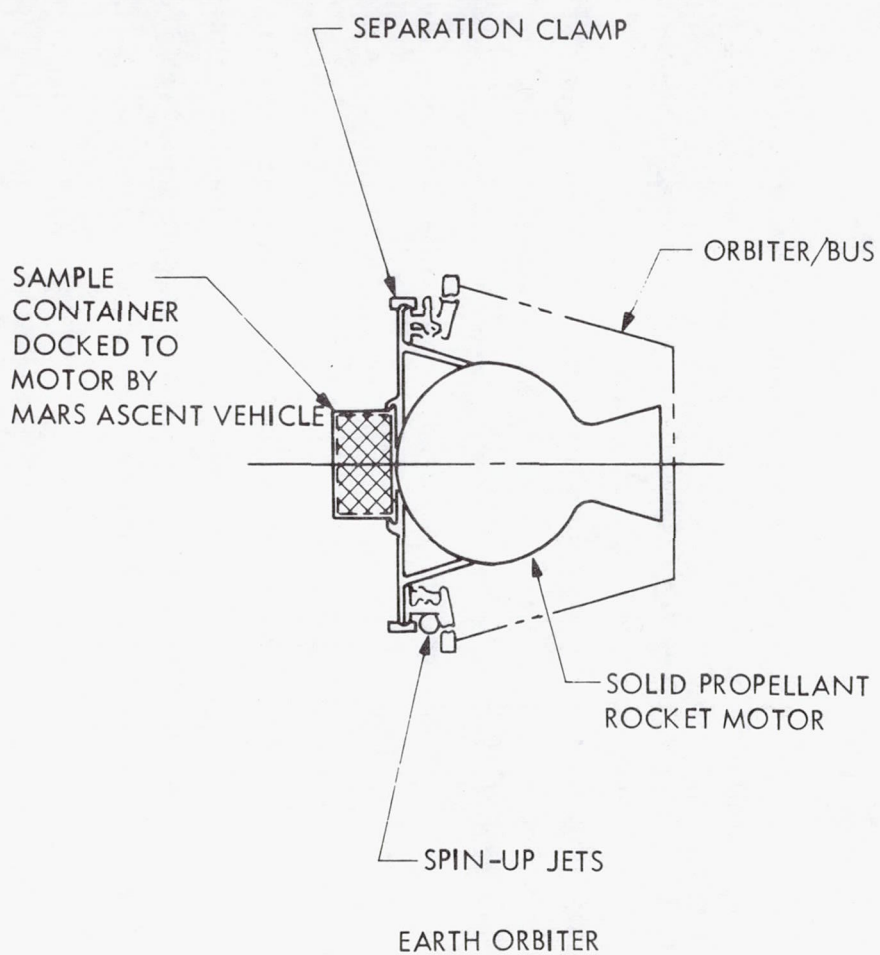 SEPARATION CLAMP
ORBITER/BUS
SAMPLE
CONTAINER
DOCKED TO
MOTOR BY
MARS ASCENT VEHICLE
SOLID PROPELLANT
ROCKET MOTOR
SPIN-UP JETS
EARTH ORBITER